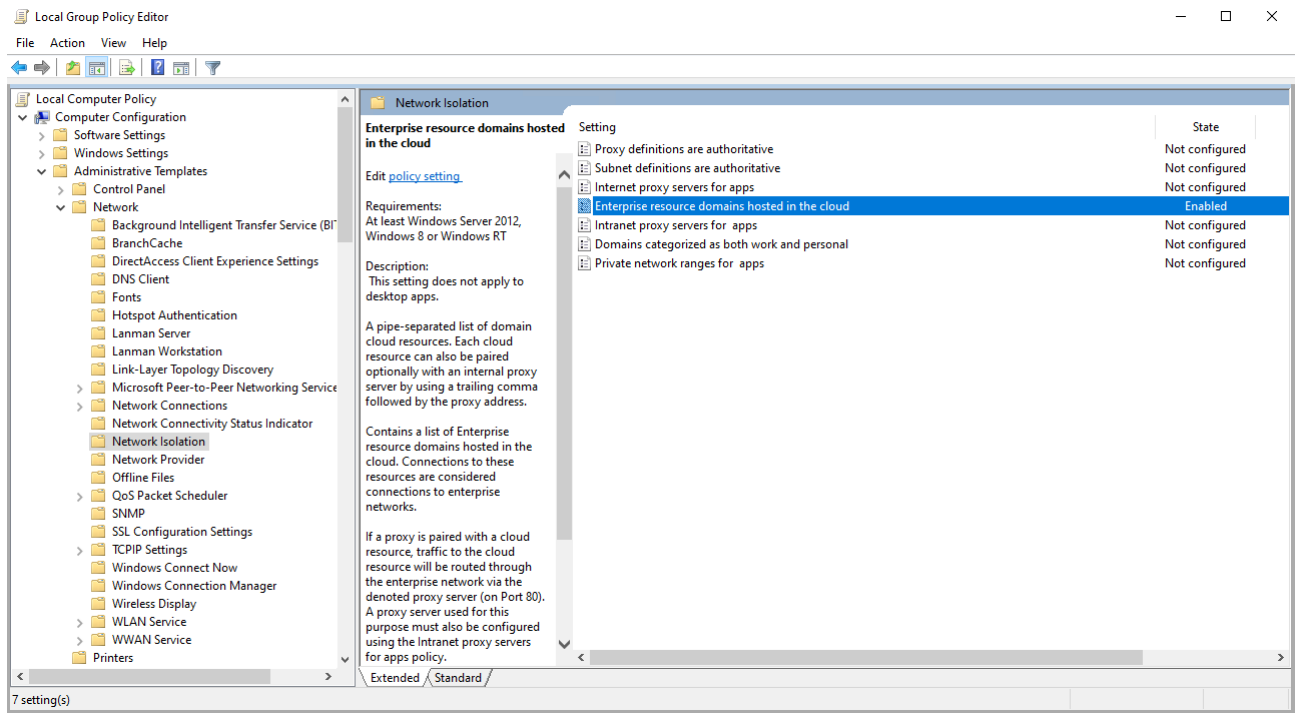 Local Group Policy Editor
File Action View Help
Local Computer Policy
Computer Configuration
Software Settings
Windows Settings
Administrative Templates
Control Panel
Network
Background Intelligent Transfer Service (BI
BranchCache
DirectAccess Client Experience Settings
DNS Client
Fonts
Hotspot Authentication
Lanman Server
Lanman Workstation
Link-Layer Topology Discovery
Microsoft Peer-to-Peer Networking Service
Network Connections
Network Connectivity Status Indicator
Network Isolation
Network Provider
Offline Files
QoS Packet Scheduler
SNMP
SSL Configuration Settings
TCPIP Settings
Windows Connect Now
Windows Connection Manager
Wireless Display
WLAN Service
WWAN Service
Printers
Network Isolation
Enterprise resource domains hosted
in the cloud
Edit policy setting
Requirements:
At least Windows Server 2012,
Windows 8 or Windows RT
Description:
This setting does not apply to
desktop apps.
A pipe-separated list of domain
cloud resources. Each cloud
resource can also be paired
optionally with an internal proxy
server by using a trailing comma
followed by the proxy address.
Contains a list of Enterprise
resource domains hosted in the
cloud. Connections to these
resources are considered
connections to enterprise
networks.
If a proxy is paired with a cloud
resource, traffic to the cloud
resource will be routed through
the enterprise network via the
denoted proxy server (on Port 80).
A proxy server used for this
purpose must also be configured
using the Intranet proxy servers
for apps policy.
Setting State
Proxy definitions are authoritative Not configured
Subnet definitions are authoritative Not configured
Internet proxy servers for apps Not configured
Enterprise resource domains hosted in the cloud Enabled
Intranet proxy servers for apps Not configured
Domains categorized as both work and personal Not configured
Private network ranges for apps Not configured
Extended Standard
7 setting(s)